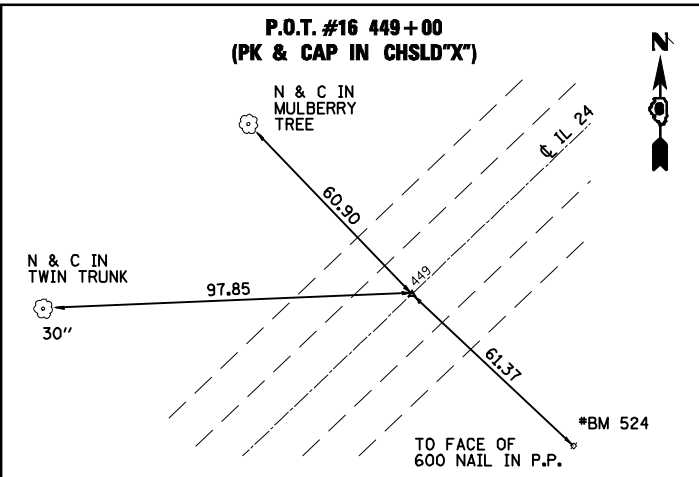 P.O.T. #16 449+00
(PK & CAP IN CHSLD"X")
N
N & C IN
MULBERRY
TREE
℄ IL 24
60.90
449
N & C IN
TWIN TRUNK
97.85
30"
61.37
#BM 524
TO FACE OF
600 NAIL IN P.P.